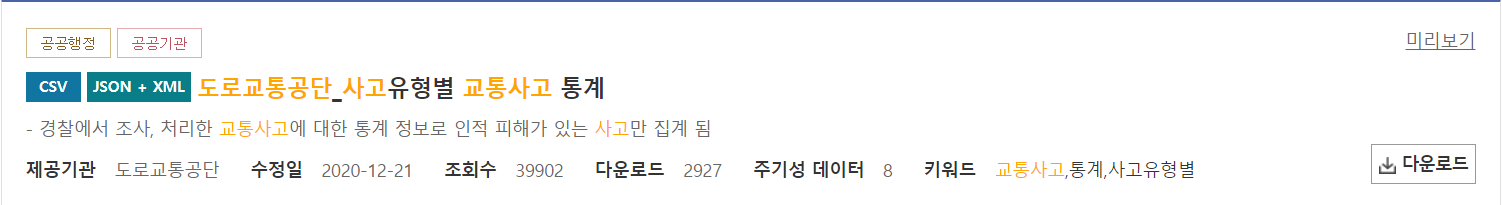 공공행정 공공기관 미리보기
CSV JSON + XML 도로교통공단_사고유형별 교통사고 통계
- 경찰에서 조사, 처리한 교통사고에 대한 통계 정보로 인적 피해가 있는 사고만 집계 됨
제공기관 도로교통공단 수정일 2020-12-21 조회수 39902 다운로드 2927 주기성 데이터 8 키워드 교통사고,통계,사고유형별 다운로드